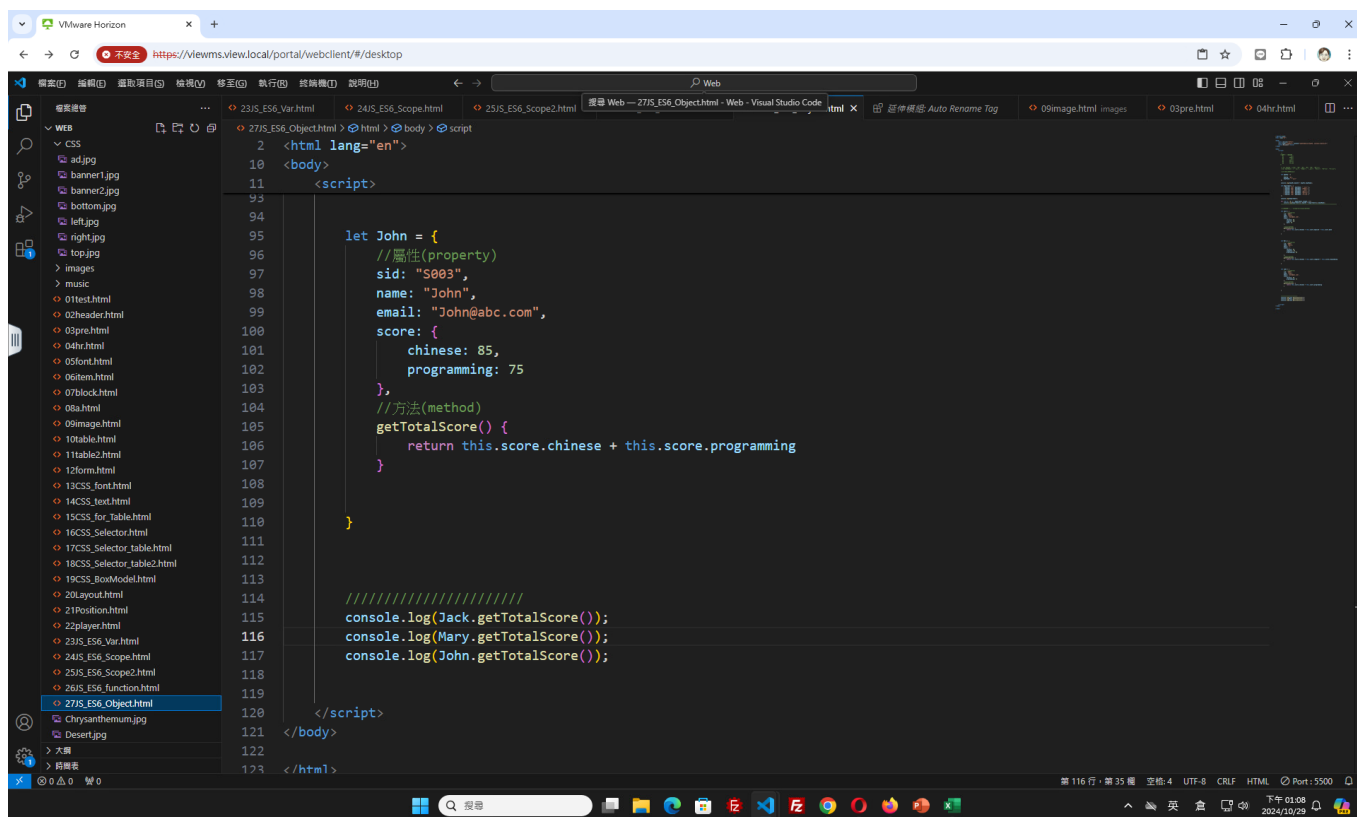 VMware Horizon
不安全 https://viewms.view.local/portal/webclient/#/desktop
檔案(F) 編輯(E) 選取項目(S) 檢視(V) 移至(G) 執行(R) 終端機(T) 說明(H) Web
檔案總管 ··· 23JS_ES6_Var.html 24JS_ES6_Scope.html 25JS_ES6_Scope2.html 搜尋 Web — 27JS_ES6_Object.html - Web - Visual Studio Code html 延伸模組: Auto Rename Tag 09image.html images 03pre.html 04hr.html
WEB
27JS_ES6_Object.html > html > body > script
CSS
ad.jpg
banner1.jpg
banner2.jpg
bottom.jpg
left.jpg
right.jpg
top.jpg
images
music
01test.html
02header.html
03pre.html
04hr.html
05font.html
06item.html
07block.html
08a.html
09image.html
10table.html
11table2.html
12form.html
13CSS_font.html
14CSS_text.html
15CSS_for_Table.html
16CSS_Selector.html
17CSS_Selector_table.html
18CSS_Selector_table2.html
19CSS_BoxModel.html
20Layout.html
21Position.html
22player.html
23JS_ES6_Var.html
24JS_ES6_Scope.html
25JS_ES6_Scope2.html
26JS_ES6_function.html
27JS_ES6_Object.html
Chrysanthemum.jpg
Desert.jpg
大綱
時間表
2 <html lang="en">
10 <body>
11 <script>
93
94
95 let John = {
96 //屬性(property)
97 sid: "S003",
98 name: "John",
99 email: "John@abc.com",
100 score: {
101 chinese: 85,
102 programming: 75
103 },
104 //方法(method)
105 getTotalScore() {
106 return this.score.chinese + this.score.programming
107 }
108
109
110 }
111
112
113
114 ///////////////////////
115 console.log(Jack.getTotalScore());
116 console.log(Mary.getTotalScore());
117 console.log(John.getTotalScore());
118
119
120 </script>
121 </body>
122
123 </html>
0 0 0 第 116 行,第 35 欄 空格: 4 UTF-8 CRLF HTML Port : 5500
搜尋 英 倉 下午 01:08
2024/10/29